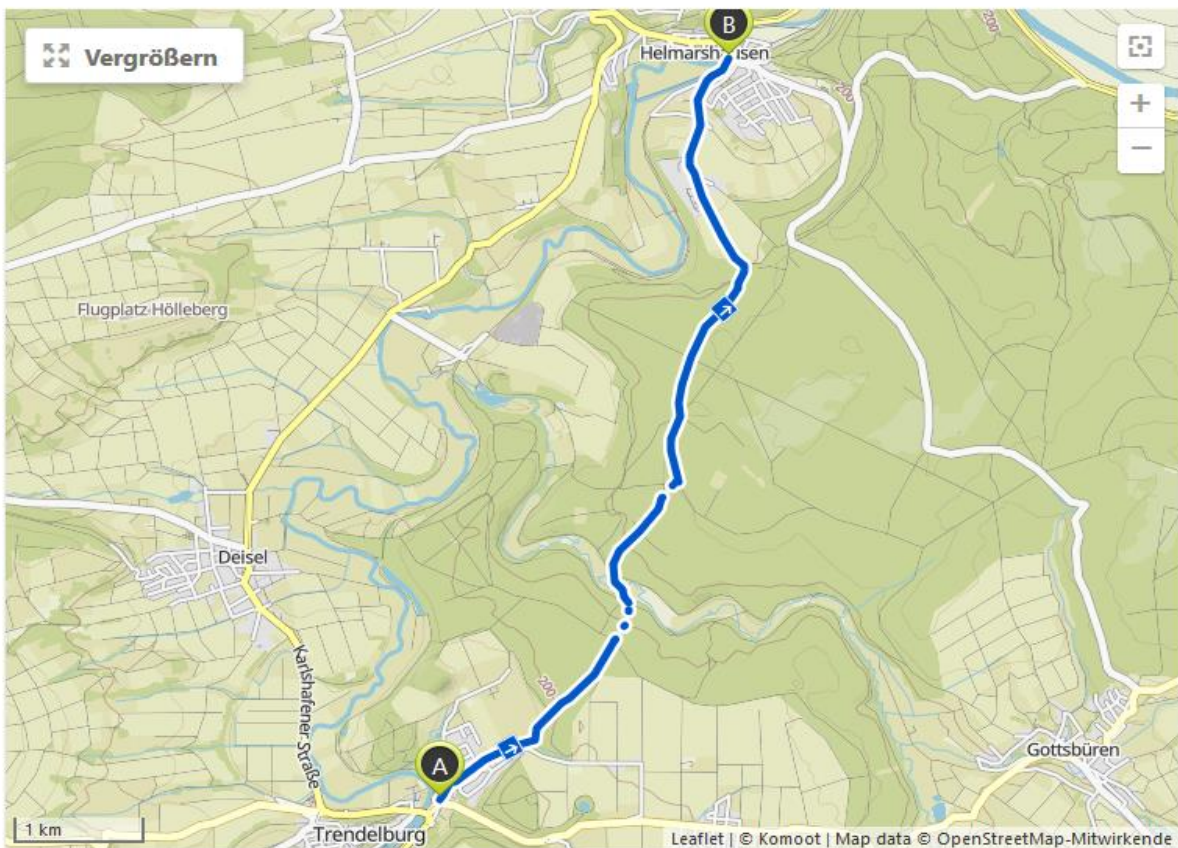 Vergrößern
B
Helmarshausen
200
200
+
−
Flugplatz Hölleberg
Deisel
Karlshafener Straße
200
A
Gottsbüren
1 km
Trendelburg
Leaflet | © Komoot | Map data © OpenStreetMap-Mitwirkende